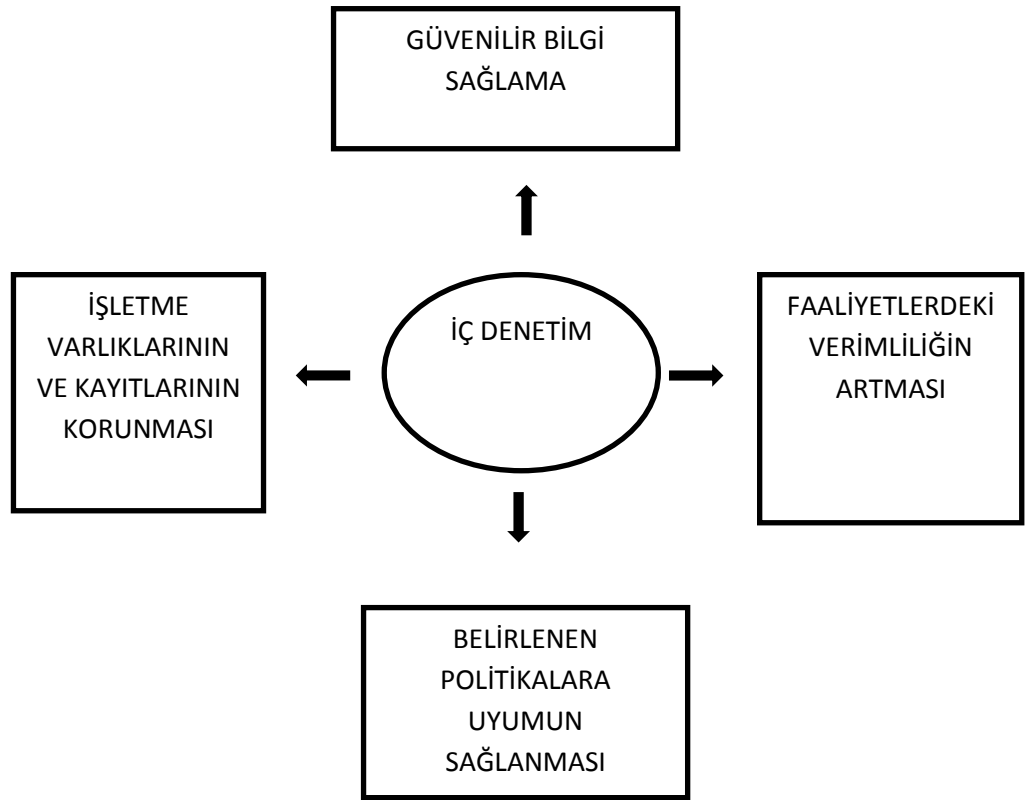 GÜVENİLİR BİLGİ
SAĞLAMA
İŞLETME
VARLIKLARININ
VE KAYITLARININ
KORUNMASI
İÇ DENETİM
FAALİYETLERDEKİ
VERİMLİLİĞİN
ARTMASI
BELİRLENEN
POLİTİKALARA
UYUMUN
SAĞLANMASI